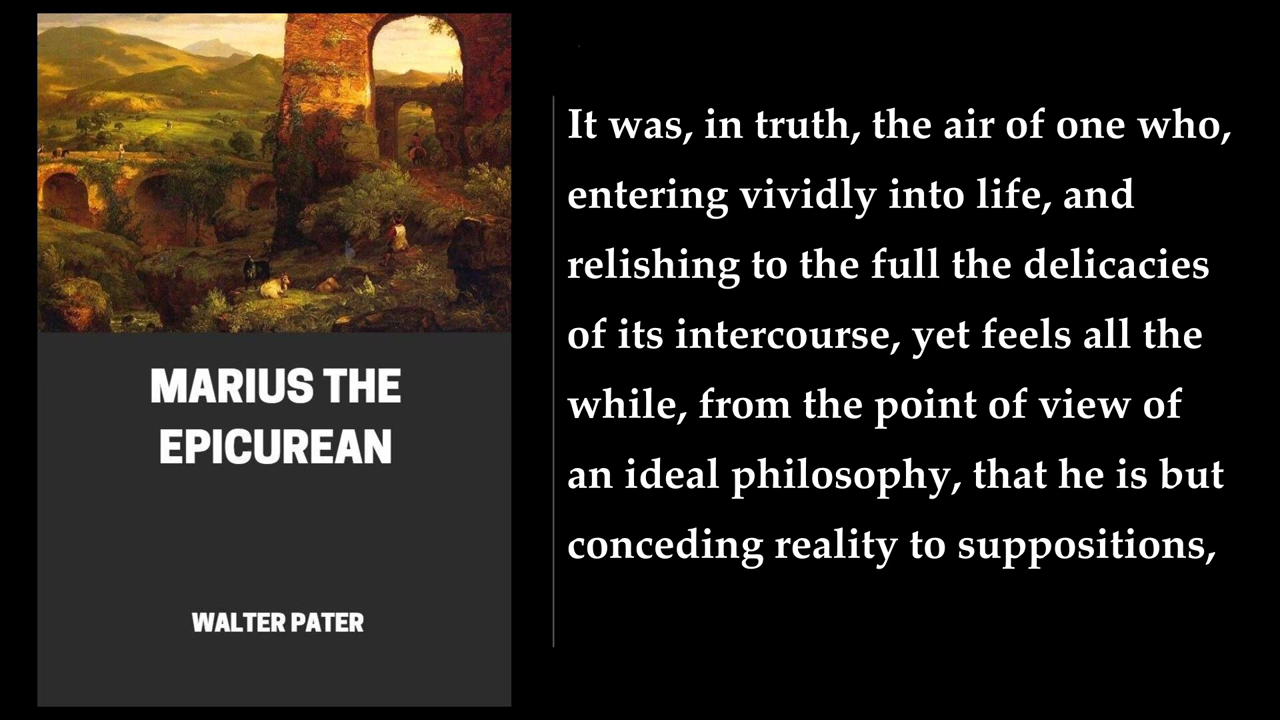 MARIUS THE
EPICUREAN
WALTER PATER
It was, in truth, the air of one who,
entering vividly into life, and
relishing to the full the delicacies
of its intercourse, yet feels all the
while, from the point of view of
an ideal philosophy, that he is but
conceding reality to suppositions,